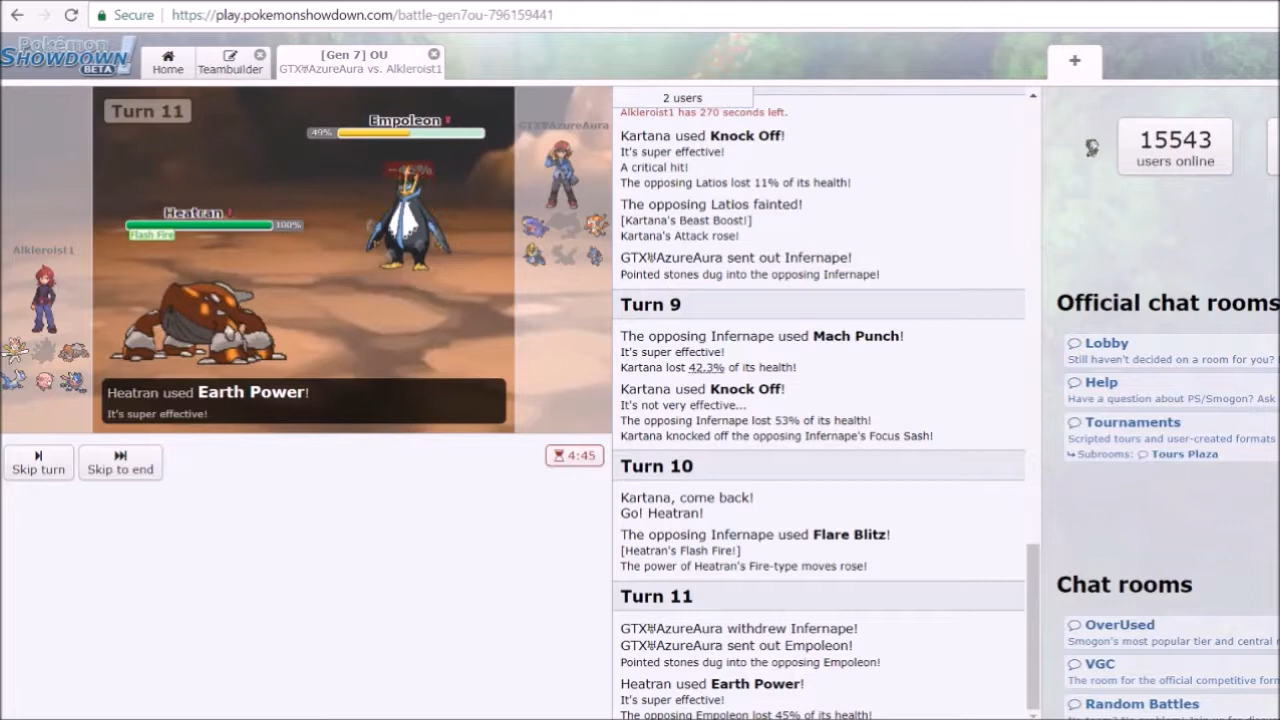 Secure https://play.pokemonshowdown.com/battle-gen7ou-796159441
Pokémon
SHOWDOWN!
BETA
Home
Teambuilder
[Gen 7] OU
GTX♅AzureAura vs. Alkleroist1
+
Turn 11
Empoleon
49%
−45%
Heatran
100%
Flash Fire
Alkleroist1
GTX♅AzureAura
Heatran used Earth Power!
It's super effective!
Skip turn
Skip to end
4:45
2 users
Alkleroist1 has 270 seconds left.
Kartana used Knock Off!
It's super effective!
A critical hit!
The opposing Latios lost 11% of its health!
The opposing Latios fainted!
[Kartana's Beast Boost!]
Kartana's Attack rose!
GTX♅AzureAura sent out Infernape!
Pointed stones dug into the opposing Infernape!
Turn 9
The opposing Infernape used Mach Punch!
It's super effective!
Kartana lost 42.3% of its health!
Kartana used Knock Off!
It's not very effective...
The opposing Infernape lost 53% of its health!
Kartana knocked off the opposing Infernape's Focus Sash!
Turn 10
Kartana, come back!
Go! Heatran!
The opposing Infernape used Flare Blitz!
[Heatran's Flash Fire!]
The power of Heatran's Fire-type moves rose!
Turn 11
GTX♅AzureAura withdrew Infernape!
GTX♅AzureAura sent out Empoleon!
Pointed stones dug into the opposing Empoleon!
Heatran used Earth Power!
It's super effective!
The opposing Empoleon lost 45% of its health!
15543
users online
Official chat rooms
Lobby
Still haven't decided on a room for you?
Help
Have a question about PS/Smogon? Ask
Tournaments
Scripted tours and user-created formats
Subrooms: Tours Plaza
Chat rooms
OverUsed
Smogon's most popular tier and central
VGC
The room for the official competitive for
Random Battles